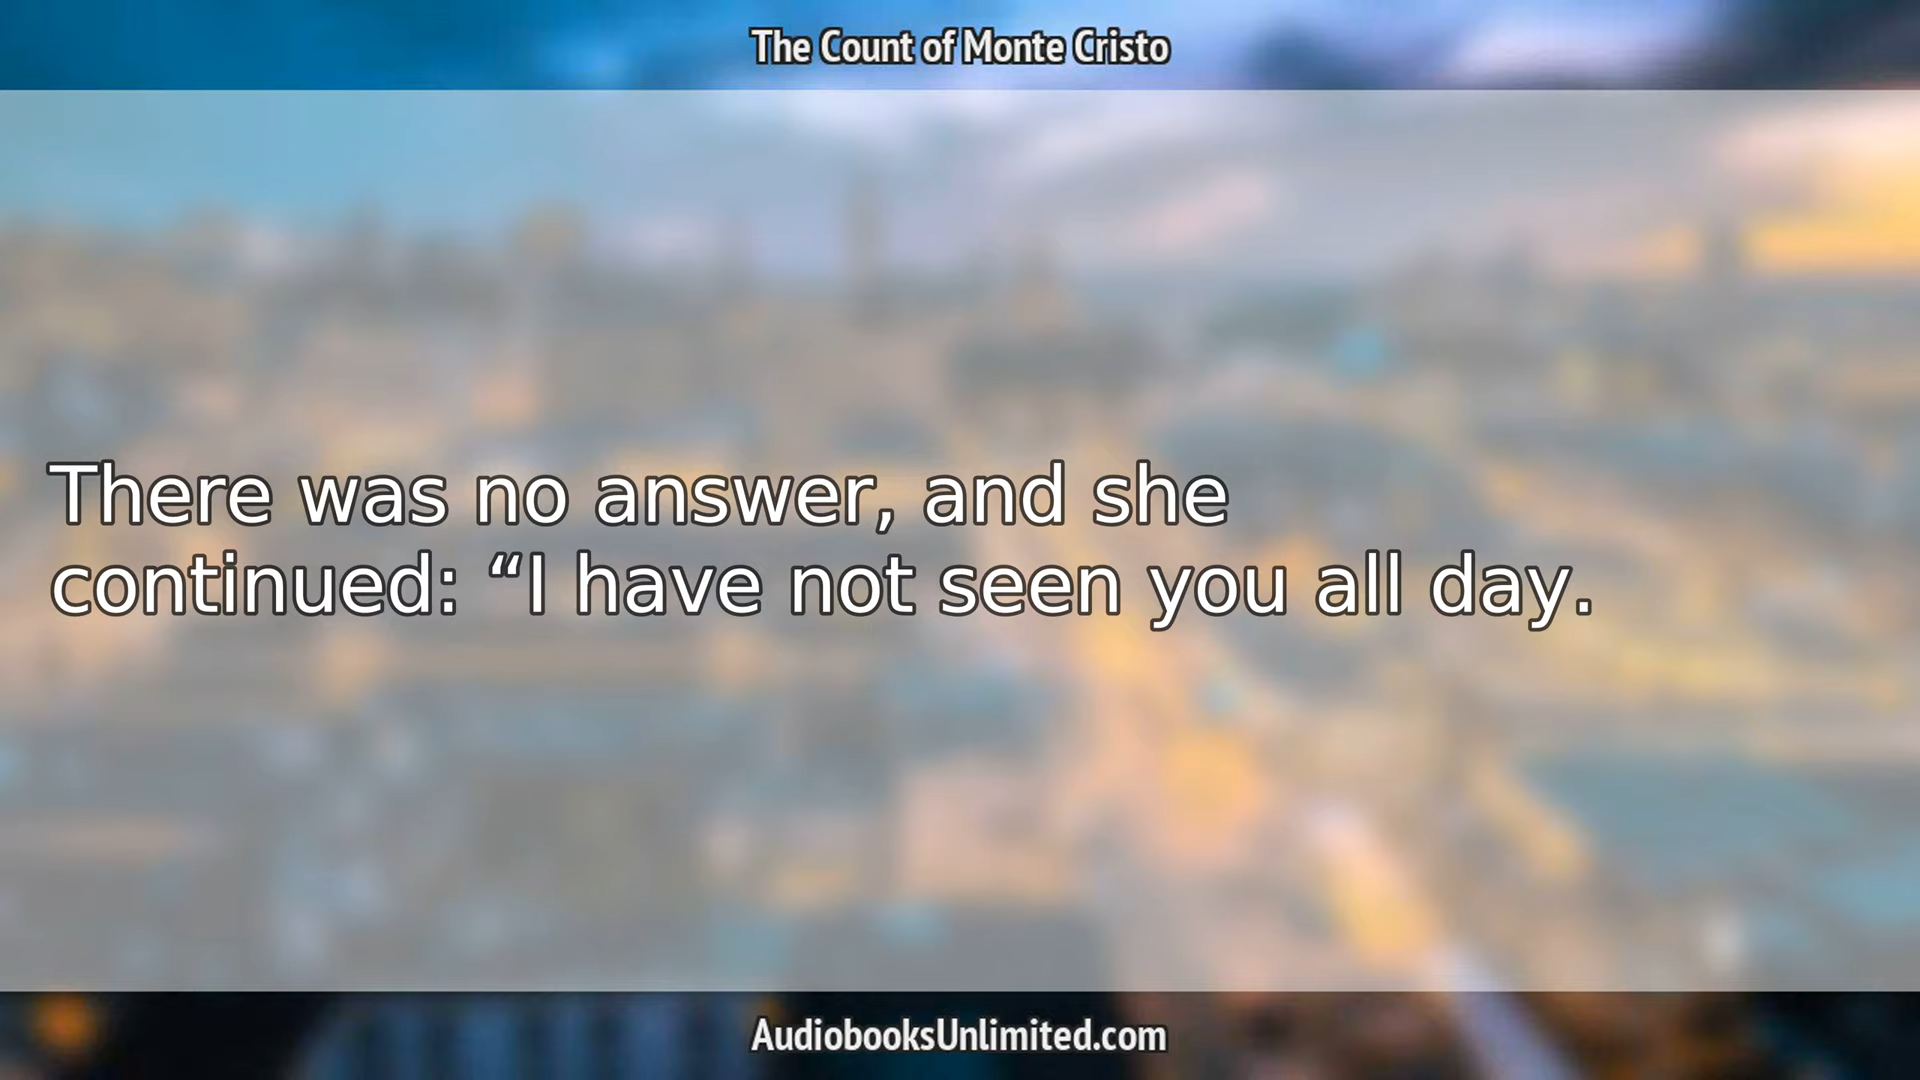 The Count of Monte Cristo
There was no answer, and she
continued: “I have not seen you all day.
AudiobooksUnlimited.com